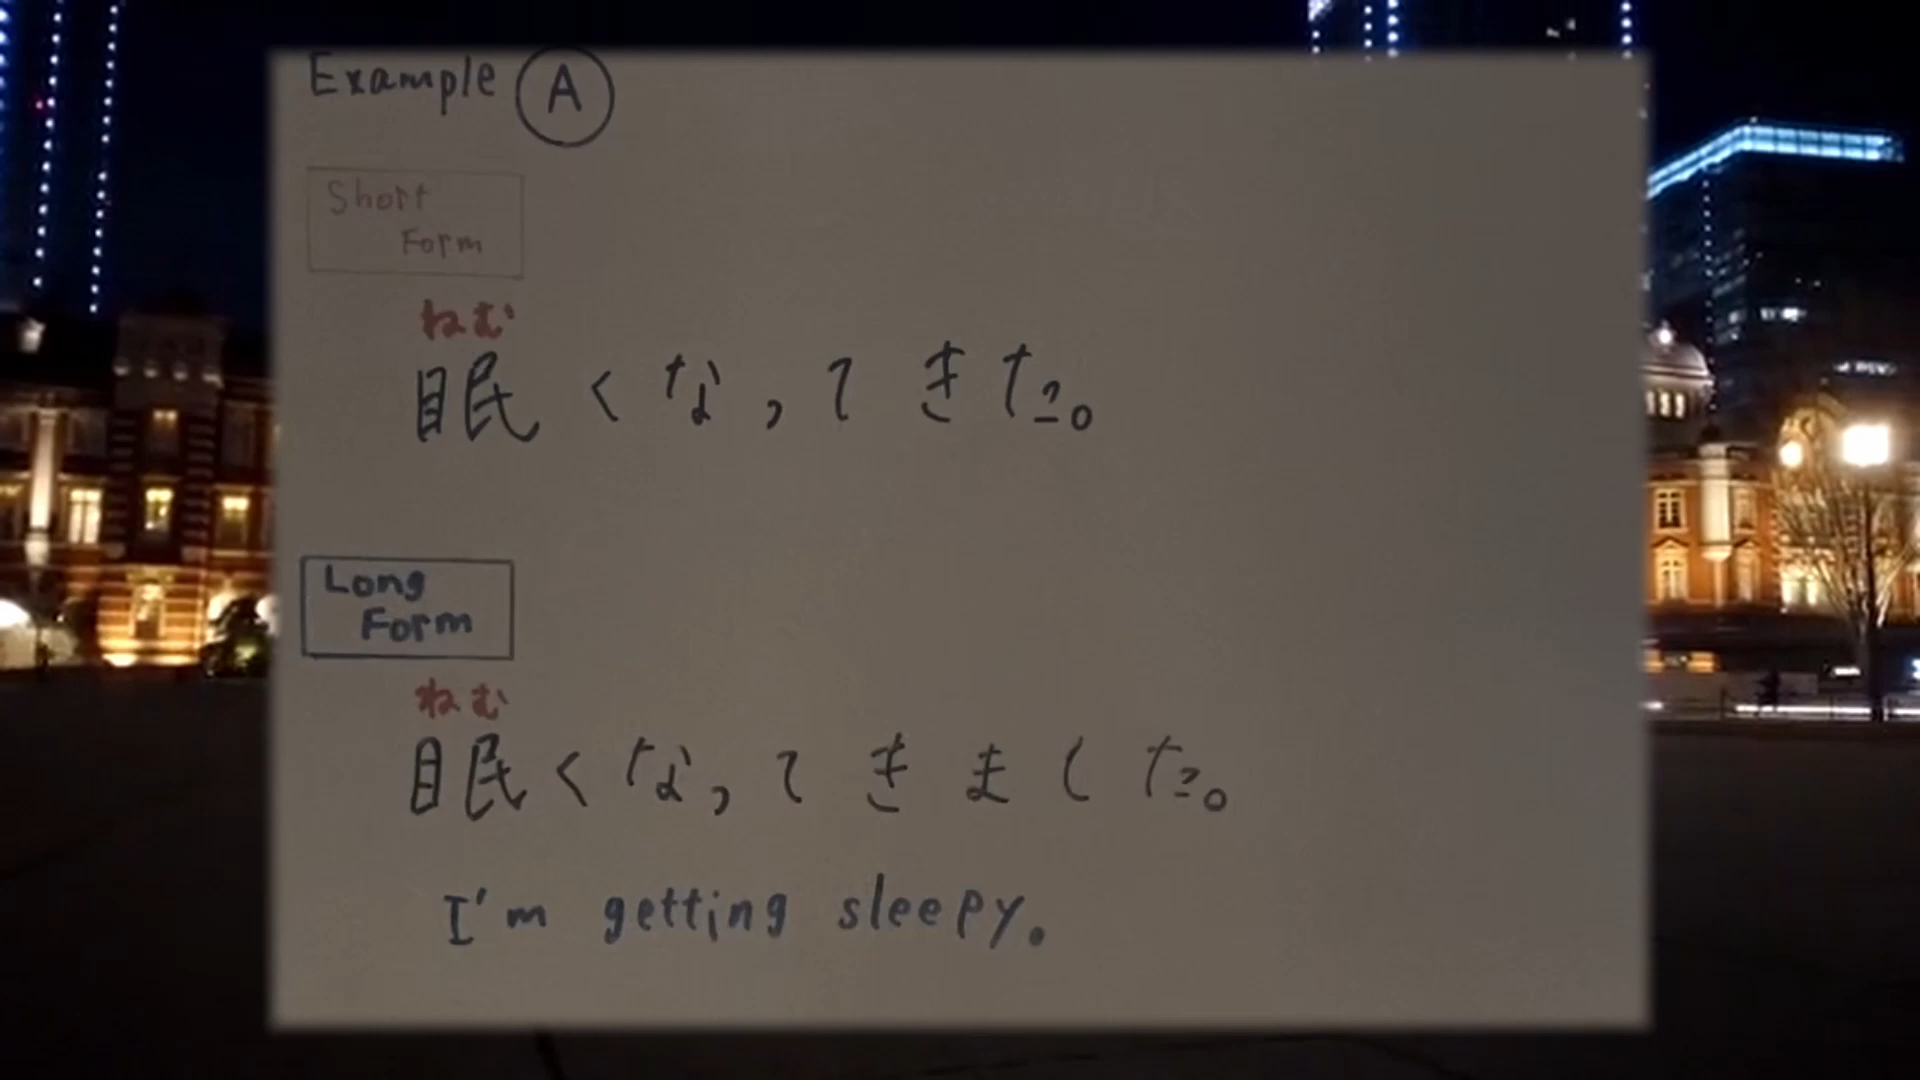 Example Ⓐ
Short
Form
ねむ
眠くなってきた。
Long
Form
ねむ
眠くなってきました。
I'm getting sleepy.